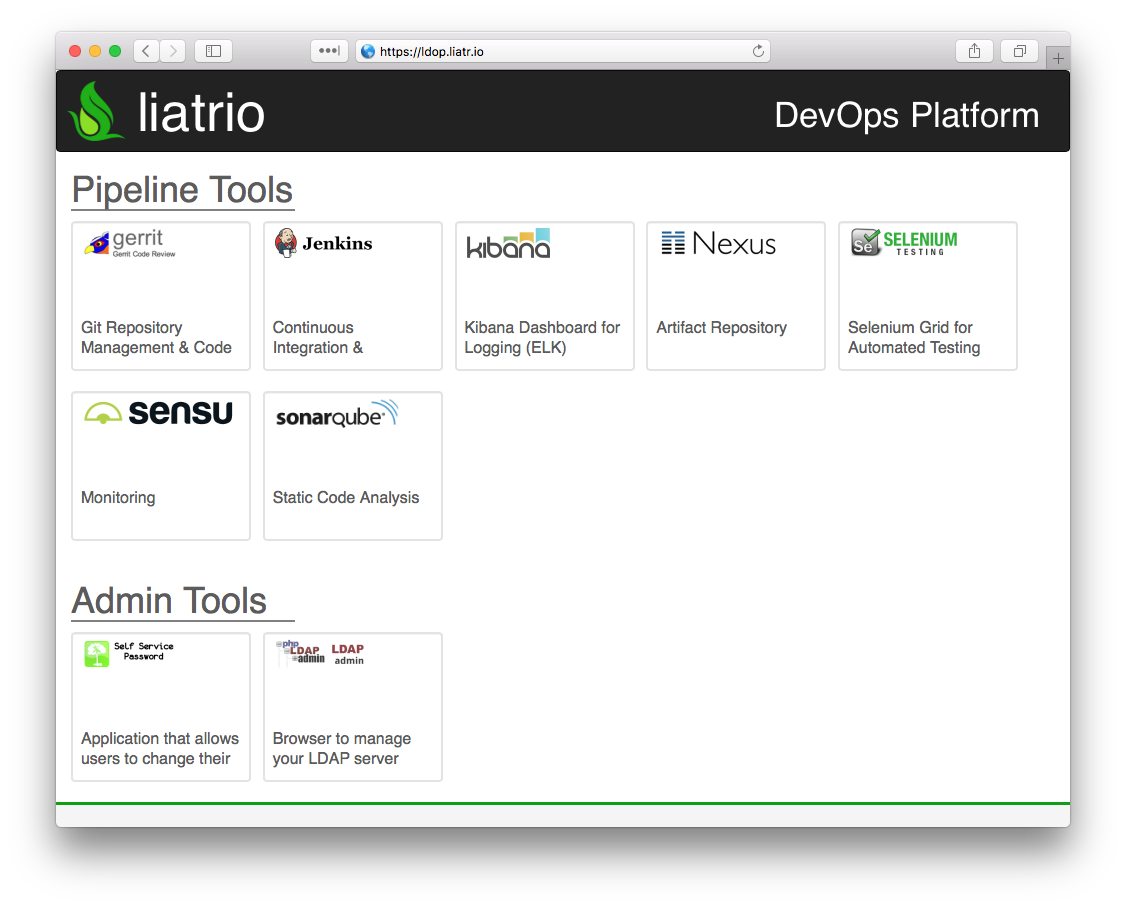 https://ldop.liatr.io
liatrio
DevOps Platform
Pipeline Tools
gerrit
Gerrit Code Review
Git Repository
Management & Code
Jenkins
Continuous
Integration &
kibana
Kibana Dashboard for
Logging (ELK)
Nexus
Artifact Repository
Se
SELENIUM
TESTING
Selenium Grid for
Automated Testing
sensu
Monitoring
sonarqube
Static Code Analysis
Admin Tools
Self Service
Password
Application that allows
users to change their
php
LDAP
admin
LDAP
admin
Browser to manage
your LDAP server